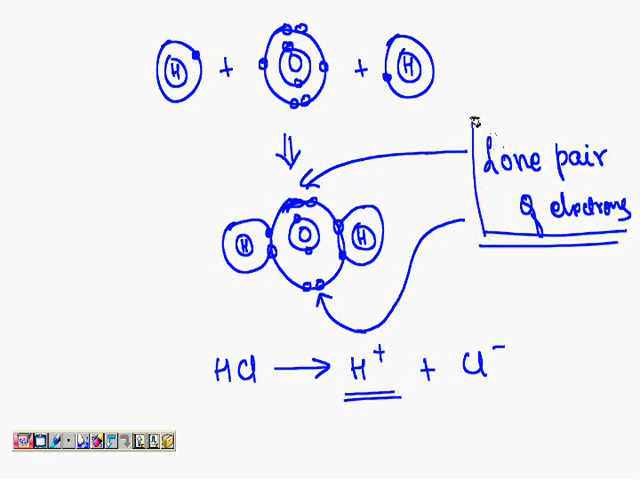 H + O + H
⇓
Lone pair
of electrons
H O H
HCl → H⁺ + Cl⁻